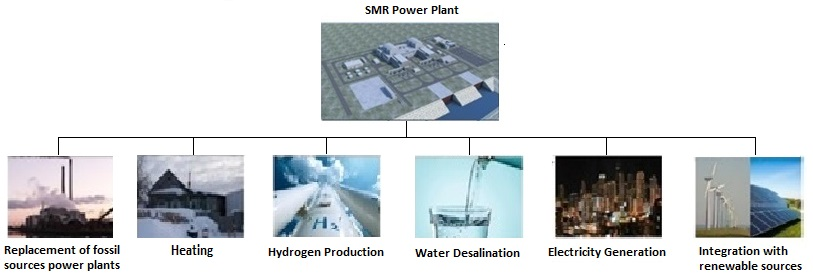 SMR Power Plant
H₂
Replacement of fossil
sources power plants
Heating
Hydrogen Production
Water Desalination
Electricity Generation
Integration with
renewable sources